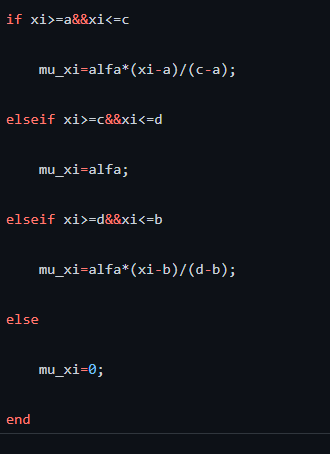 if xi>=a&&xi<=c
mu_xi=alfa*(xi-a)/(c-a);
elseif xi>=c&&xi<=d
mu_xi=alfa;
elseif xi>=d&&xi<=b
mu_xi=alfa*(xi-b)/(d-b);
else
mu_xi=0;
end